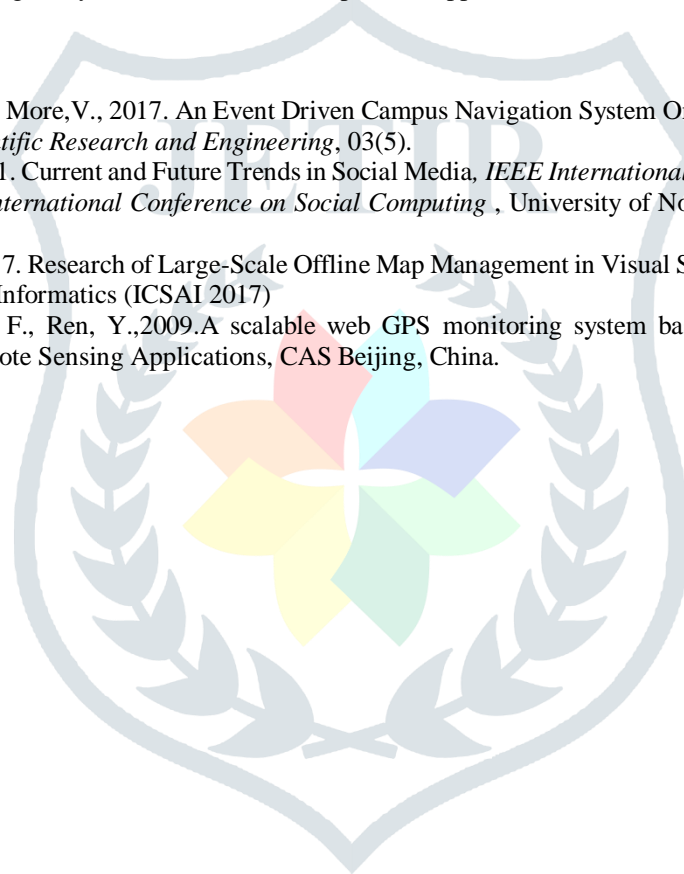 JETIR
More,V., 2017. An Event Driven Campus Navigation System O
tific Research and Engineering, 03(5).
1. Current and Future Trends in Social Media, IEEE International
nternational Conference on Social Computing , University of No
7. Research of Large-Scale Offline Map Management in Visual S
Informatics (ICSAI 2017)
F., Ren, Y.,2009.A scalable web GPS monitoring system ba
ote Sensing Applications, CAS Beijing, China.